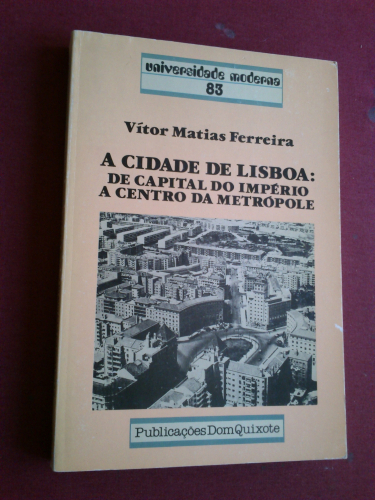 universidade moderna
83
Vítor Matias Ferreira
A CIDADE DE LISBOA:
DE CAPITAL DO IMPÉRIO
A CENTRO DA METRÓPOLE
Publicações Dom Quixote